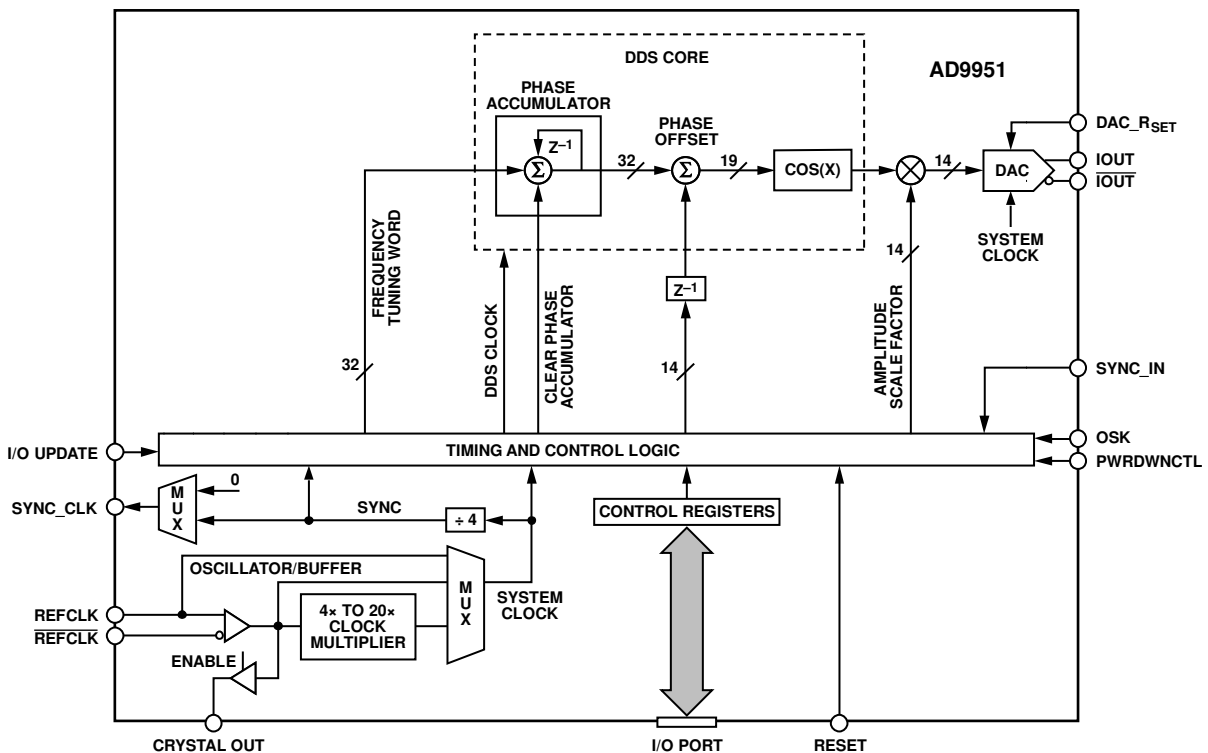 DDS CORE
AD9951
PHASE
ACCUMULATOR
Z–1
Σ
32
PHASE
OFFSET
Σ
19
COS(X)
14
DAC
DAC_RSET
IOUT
IOUT
SYSTEM
CLOCK
FREQUENCY
TUNING WORD
32
DDS CLOCK
CLEAR PHASE
ACCUMULATOR
Z–1
14
AMPLITUDE
SCALE FACTOR
14
SYNC_IN
I/O UPDATE
TIMING AND CONTROL LOGIC
OSK
PWRDWNCTL
SYNC_CLK
MUX
0
SYNC
÷ 4
CONTROL REGISTERS
OSCILLATOR/BUFFER
REFCLK
REFCLK
4× TO 20×
CLOCK
MULTIPLIER
MUX
SYSTEM
CLOCK
ENABLE
CRYSTAL OUT
I/O PORT
RESET